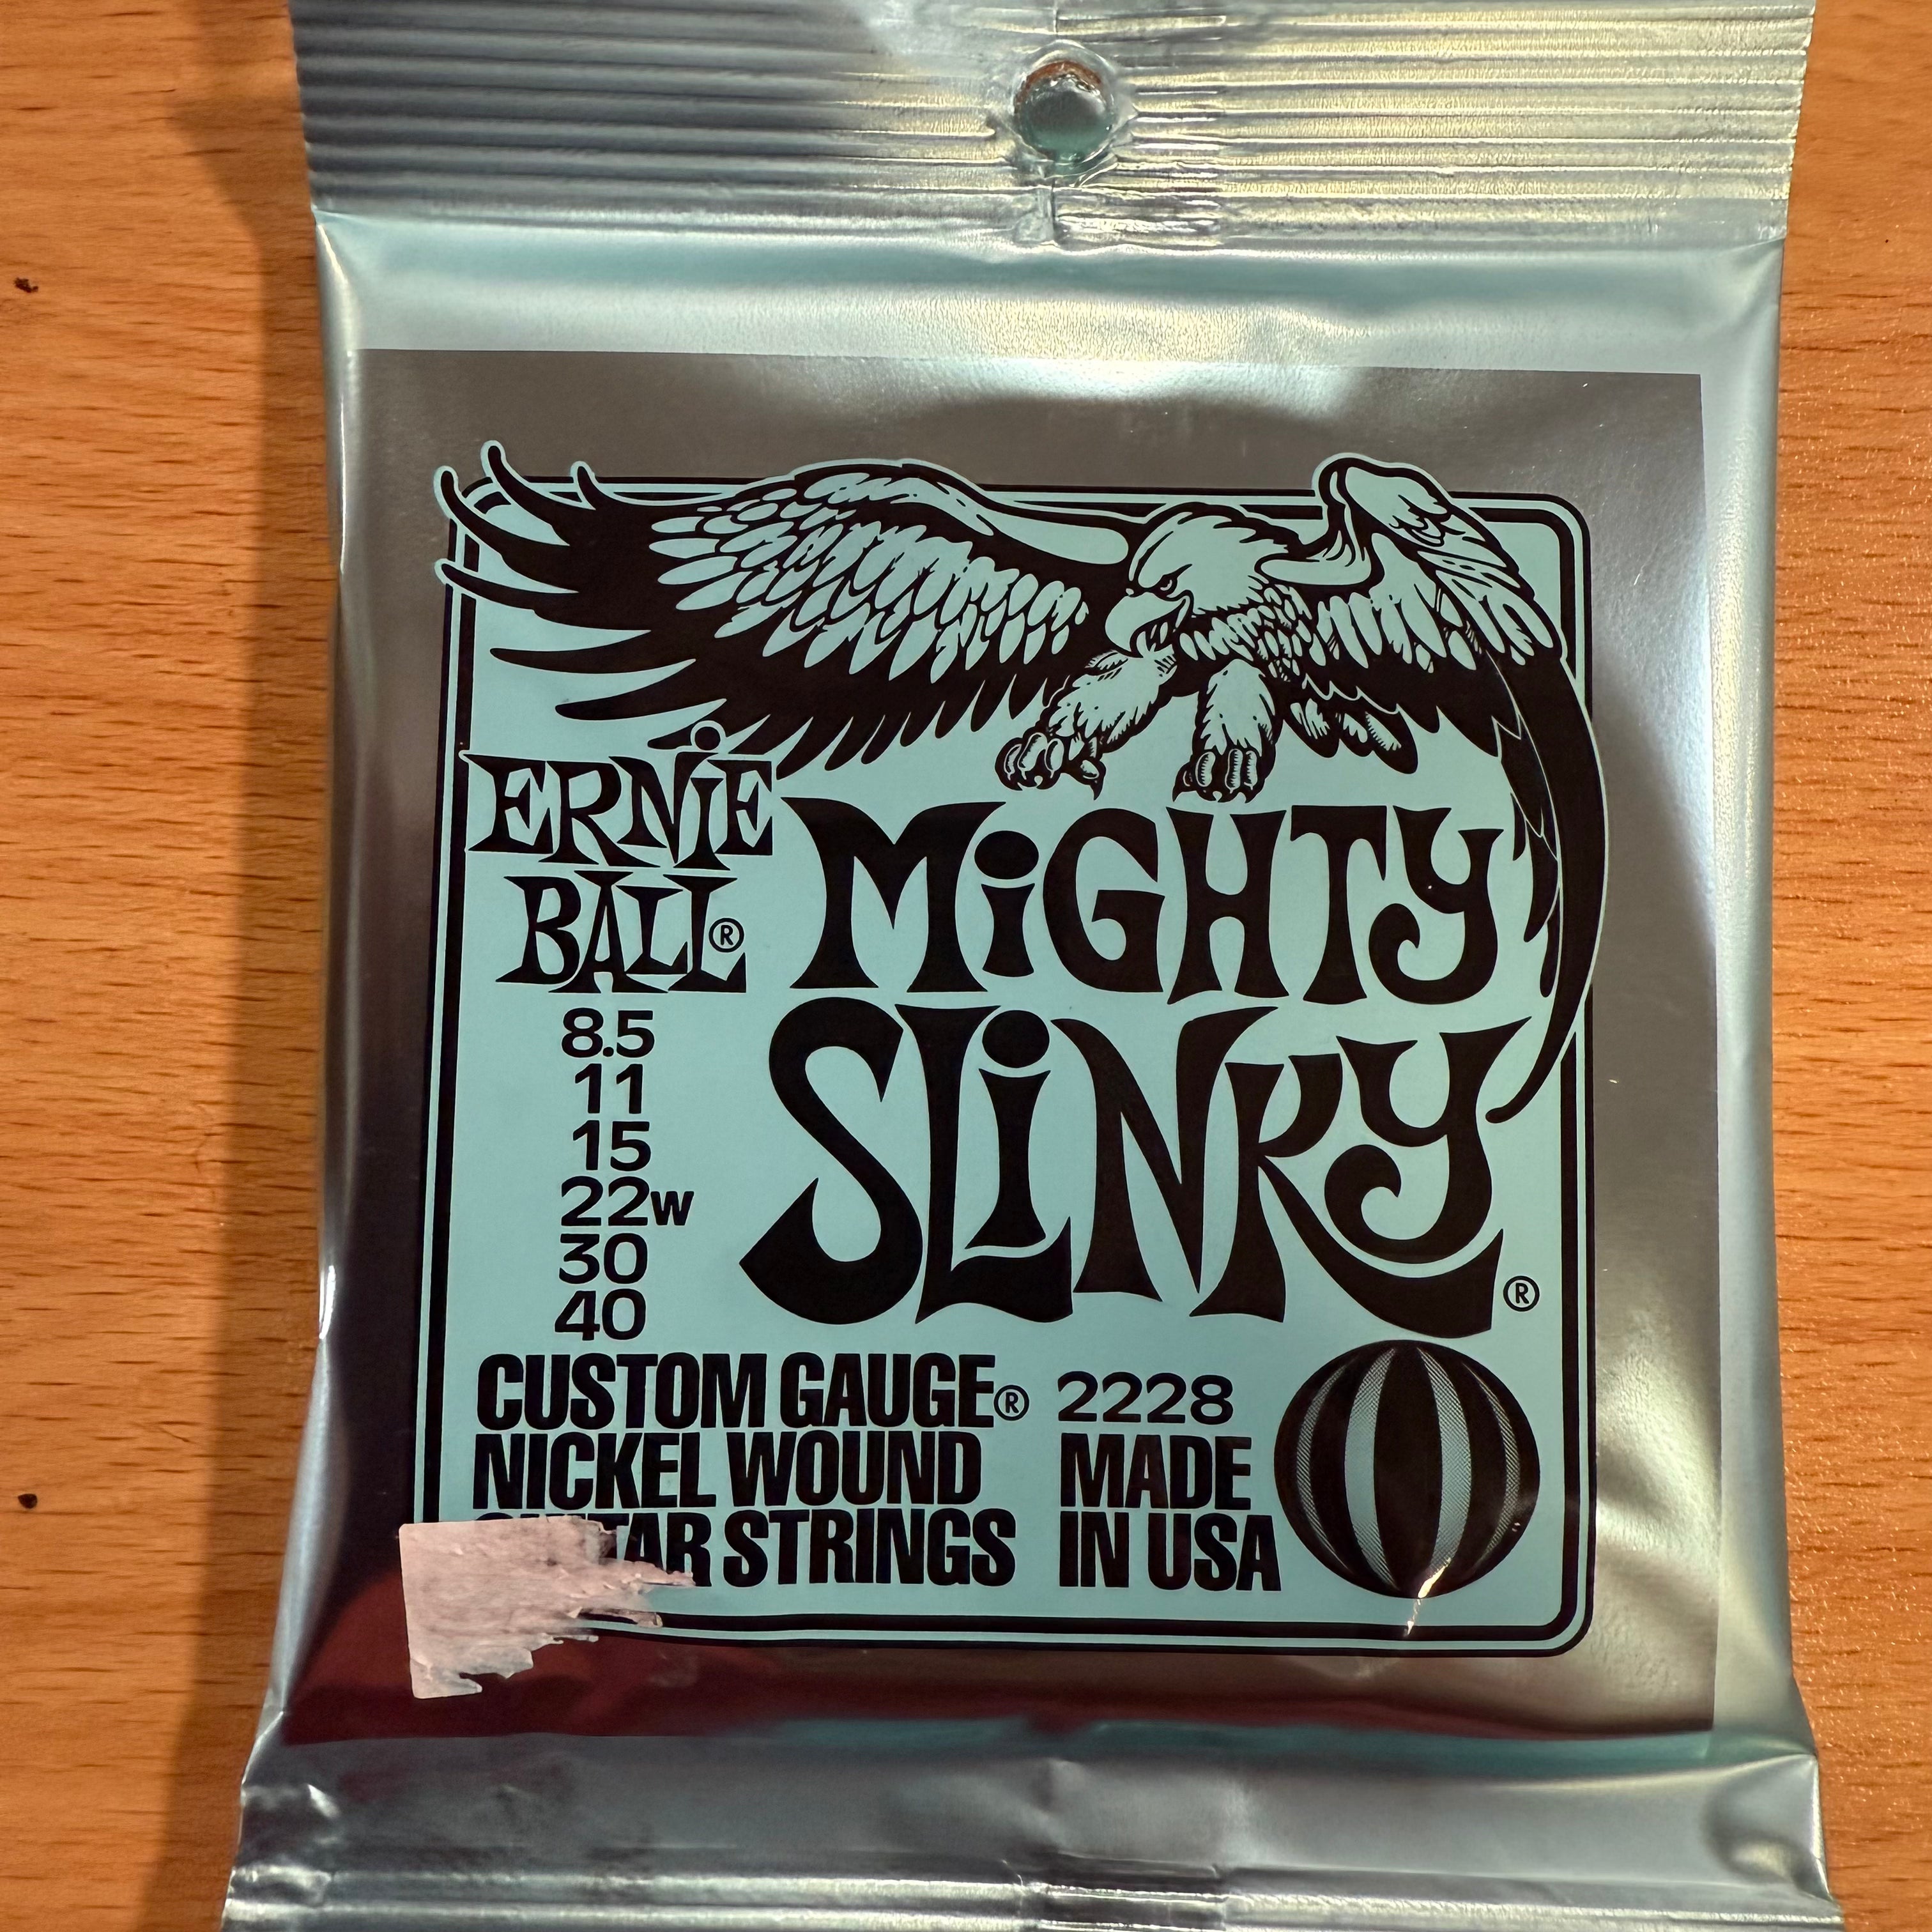 ERNiE
BALL®
MiGHTY
SLiNKY®
8.5
11
15
22W
30
40
CUSTOM GAUGE®
NICKEL WOUND
STRINGS
2228
MADE
IN USA